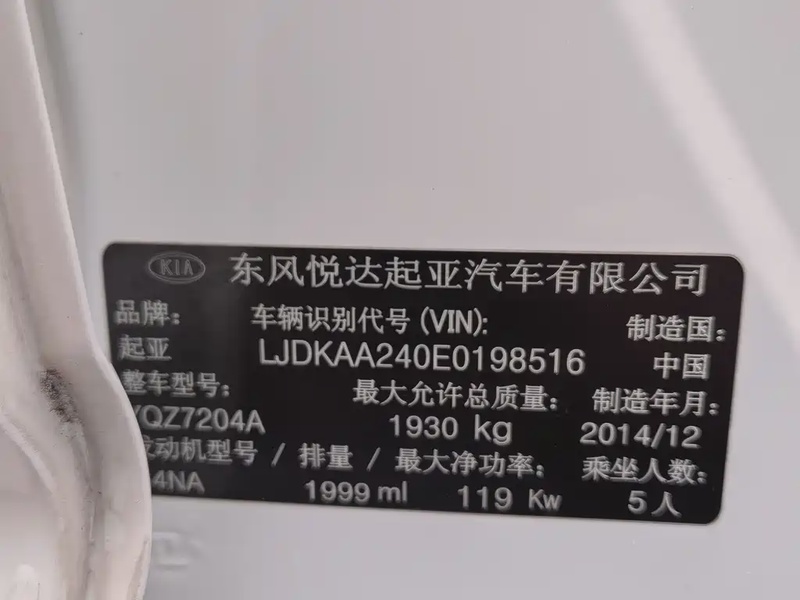 KIA 东风悦达起亚汽车有限公司
品牌： 车辆识别代号(VIN): 制造国：
起亚 LJDKAA240E0198516 中国
整车型号： 最大允许总质量： 制造年月：
YQZ7204A 1930 kg 2014/12
发动机型号 / 排量 / 最大净功率： 乘坐人数：
4NA 1999 ml 119 Kw 5人